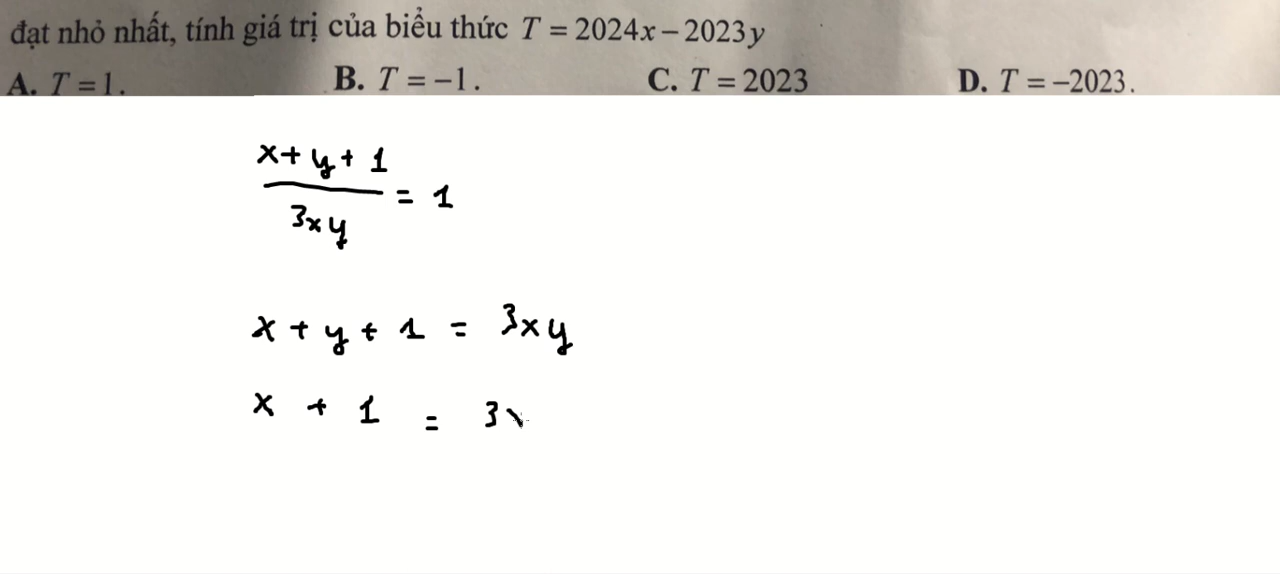 đạt nhỏ nhất, tính giá trị của biểu thức T = 2024x − 2023y
A. T = 1. B. T = −1. C. T = 2023 D. T = −2023.
x + y + 1
3xy
= 1
x + y + 1 = 3xy
x + 1 = 3